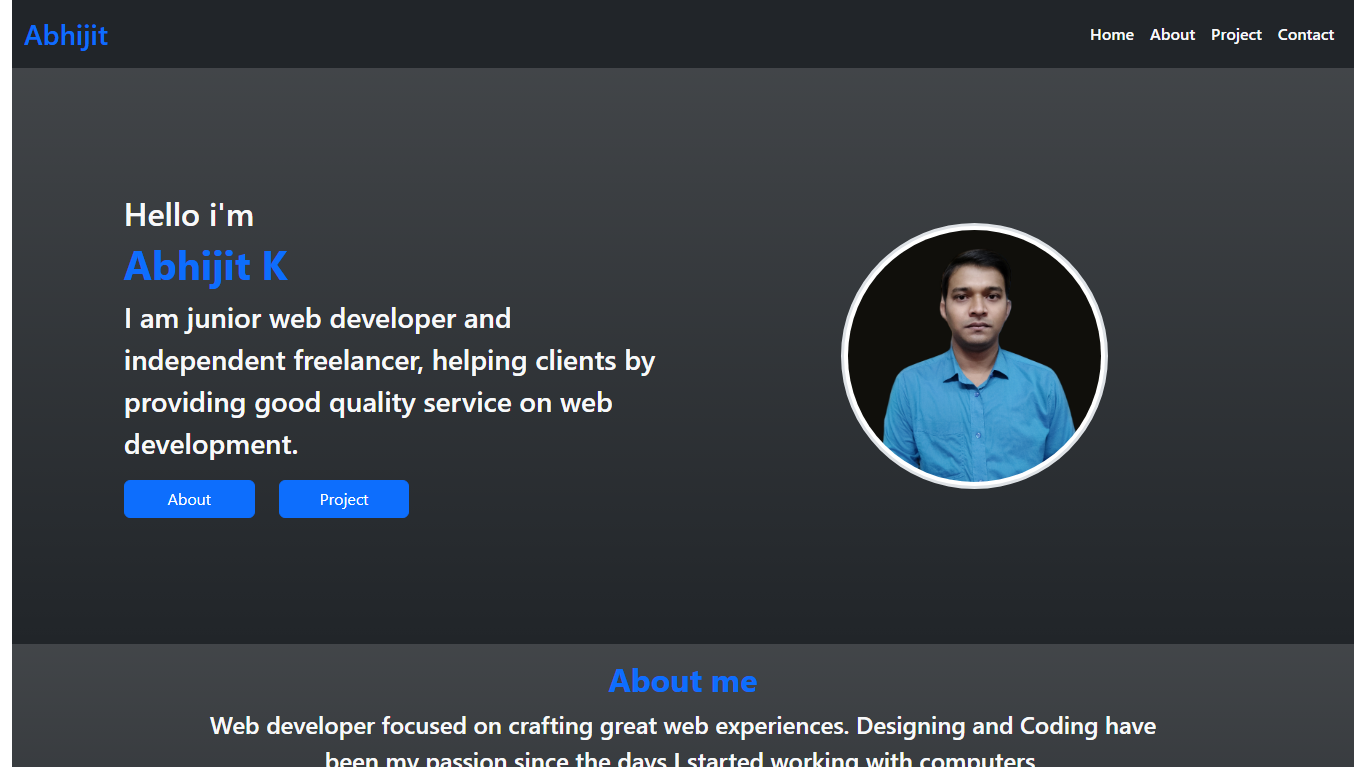 Abhijit
Home About Project Contact
Hello i'm
Abhijit K
I am junior web developer and
independent freelancer, helping clients by
providing good quality service on web
development.
About Project
About me
Web developer focused on crafting great web experiences. Designing and Coding have
been my passion since the days I started working with computers